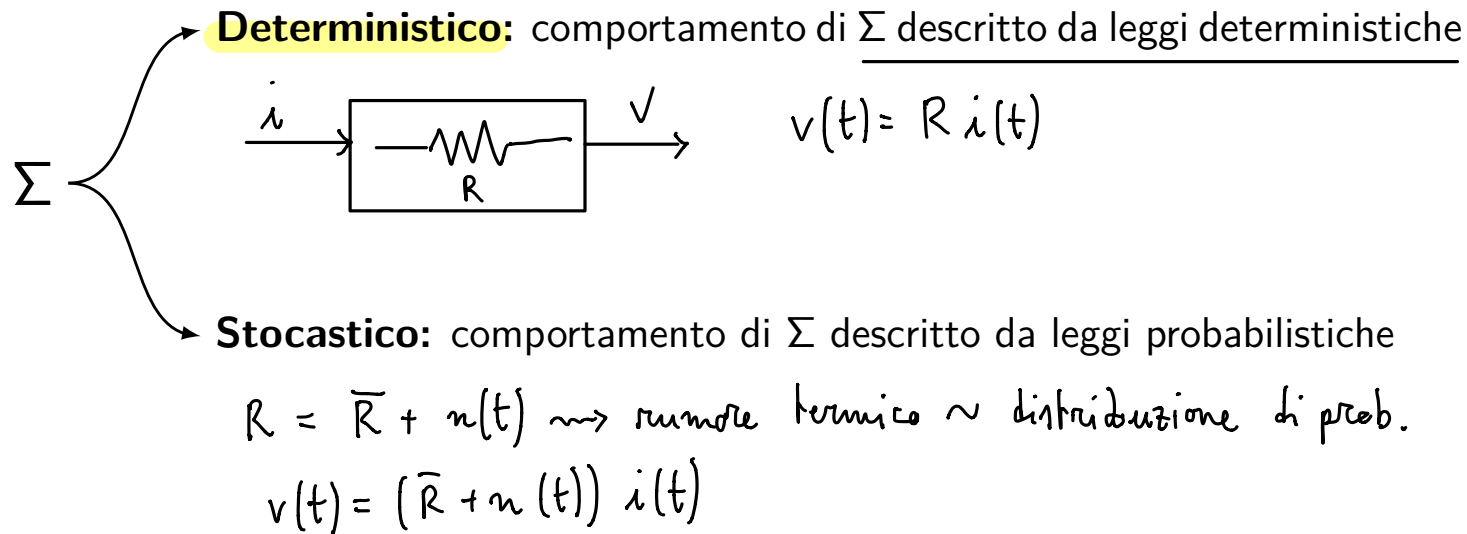 Deterministico: comportamento di Σ descritto da leggi deterministiche
i
V
v(t) = R i(t)
R
Σ
Stocastico: comportamento di Σ descritto da leggi probabilistiche
R = R̅ + n(t) ⇝ rumore termico ~ distribuzione di prob.
v(t) = (R̅ + n(t)) i(t)